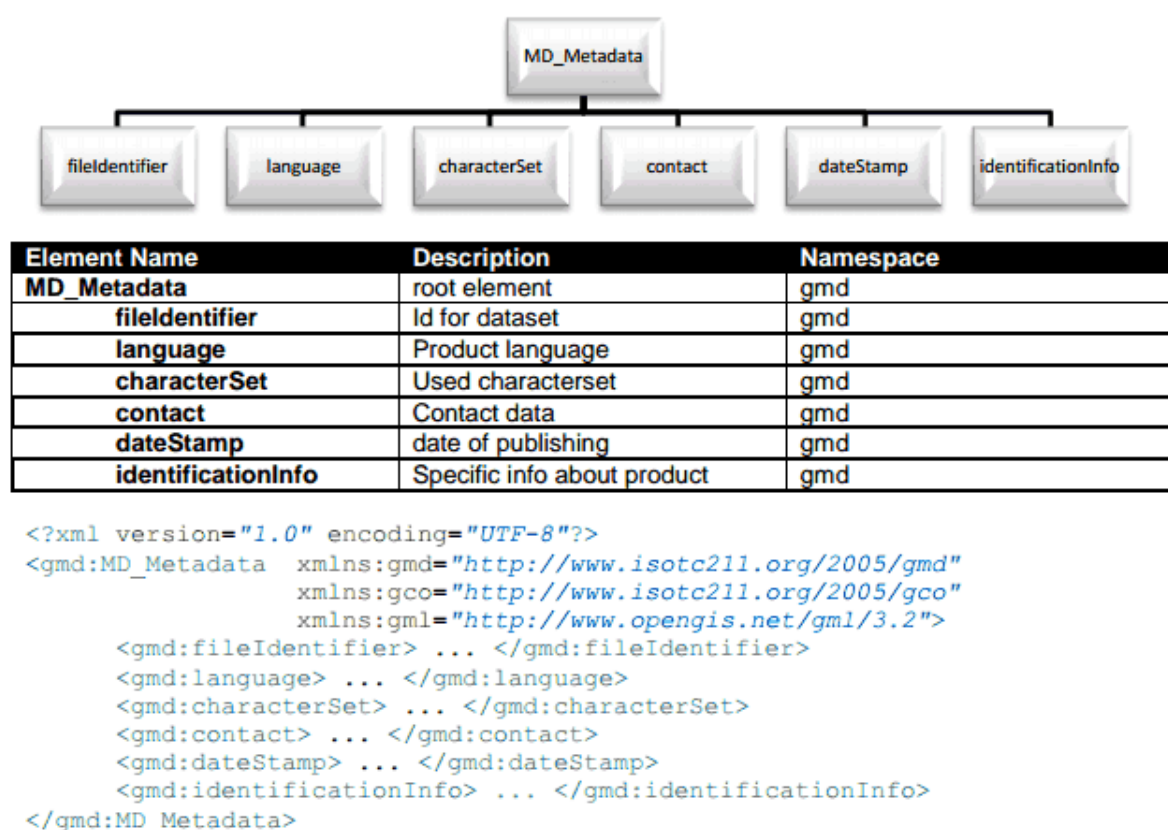 MD_Metadata
fileIdentifier language characterSet contact dateStamp identificationInfo
Element Name Description Namespace
MD_Metadata root element gmd
fileIdentifier Id for dataset gmd
language Product language gmd
characterSet Used characterset gmd
contact Contact data gmd
dateStamp date of publishing gmd
identificationInfo Specific info about product gmd
<?xml version="1.0" encoding="UTF-8"?>
<gmd:MD_Metadata xmlns:gmd="http://www.isotc211.org/2005/gmd"
xmlns:gco="http://www.isotc211.org/2005/gco"
xmlns:gml="http://www.opengis.net/gml/3.2">
<gmd:fileIdentifier> ... </gmd:fileIdentifier>
<gmd:language> ... </gmd:language>
<gmd:characterSet> ... </gmd:characterSet>
<gmd:contact> ... </gmd:contact>
<gmd:dateStamp> ... </gmd:dateStamp>
<gmd:identificationInfo> ... </gmd:identificationInfo>
</gmd:MD_Metadata>